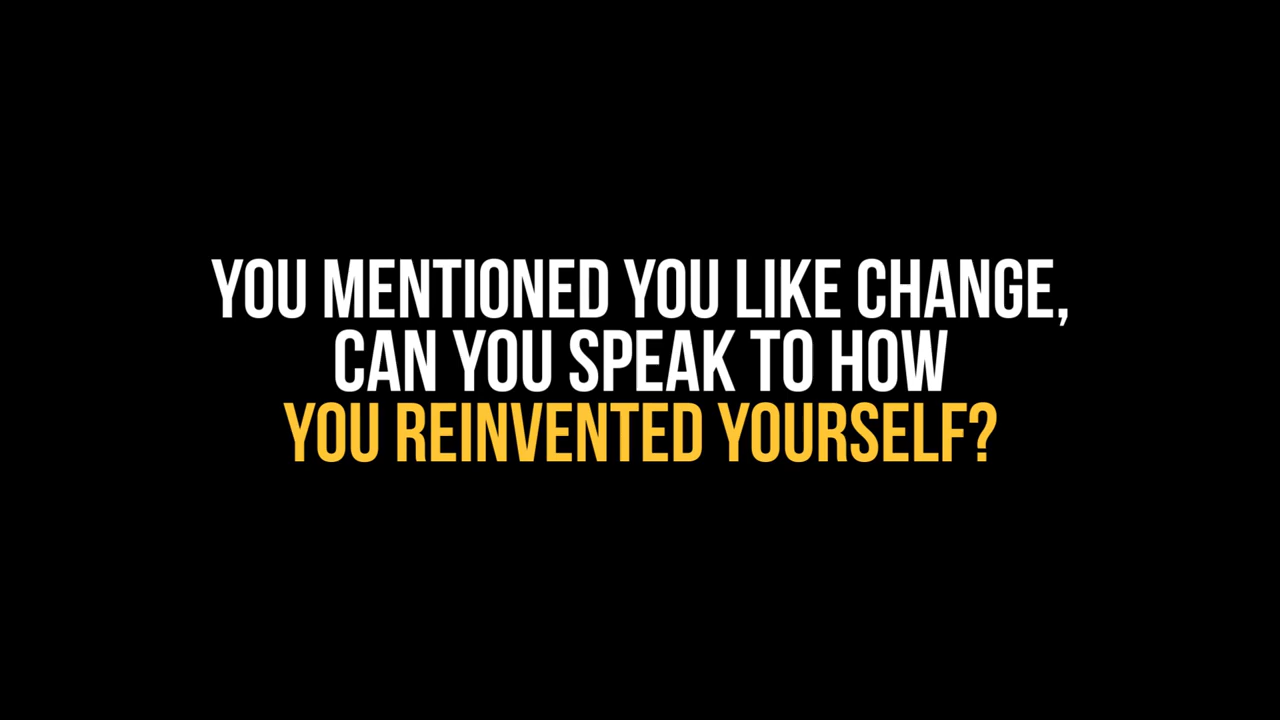 YOU MENTIONED YOU LIKE CHANGE,
CAN YOU SPEAK TO HOW
YOU REINVENTED YOURSELF?